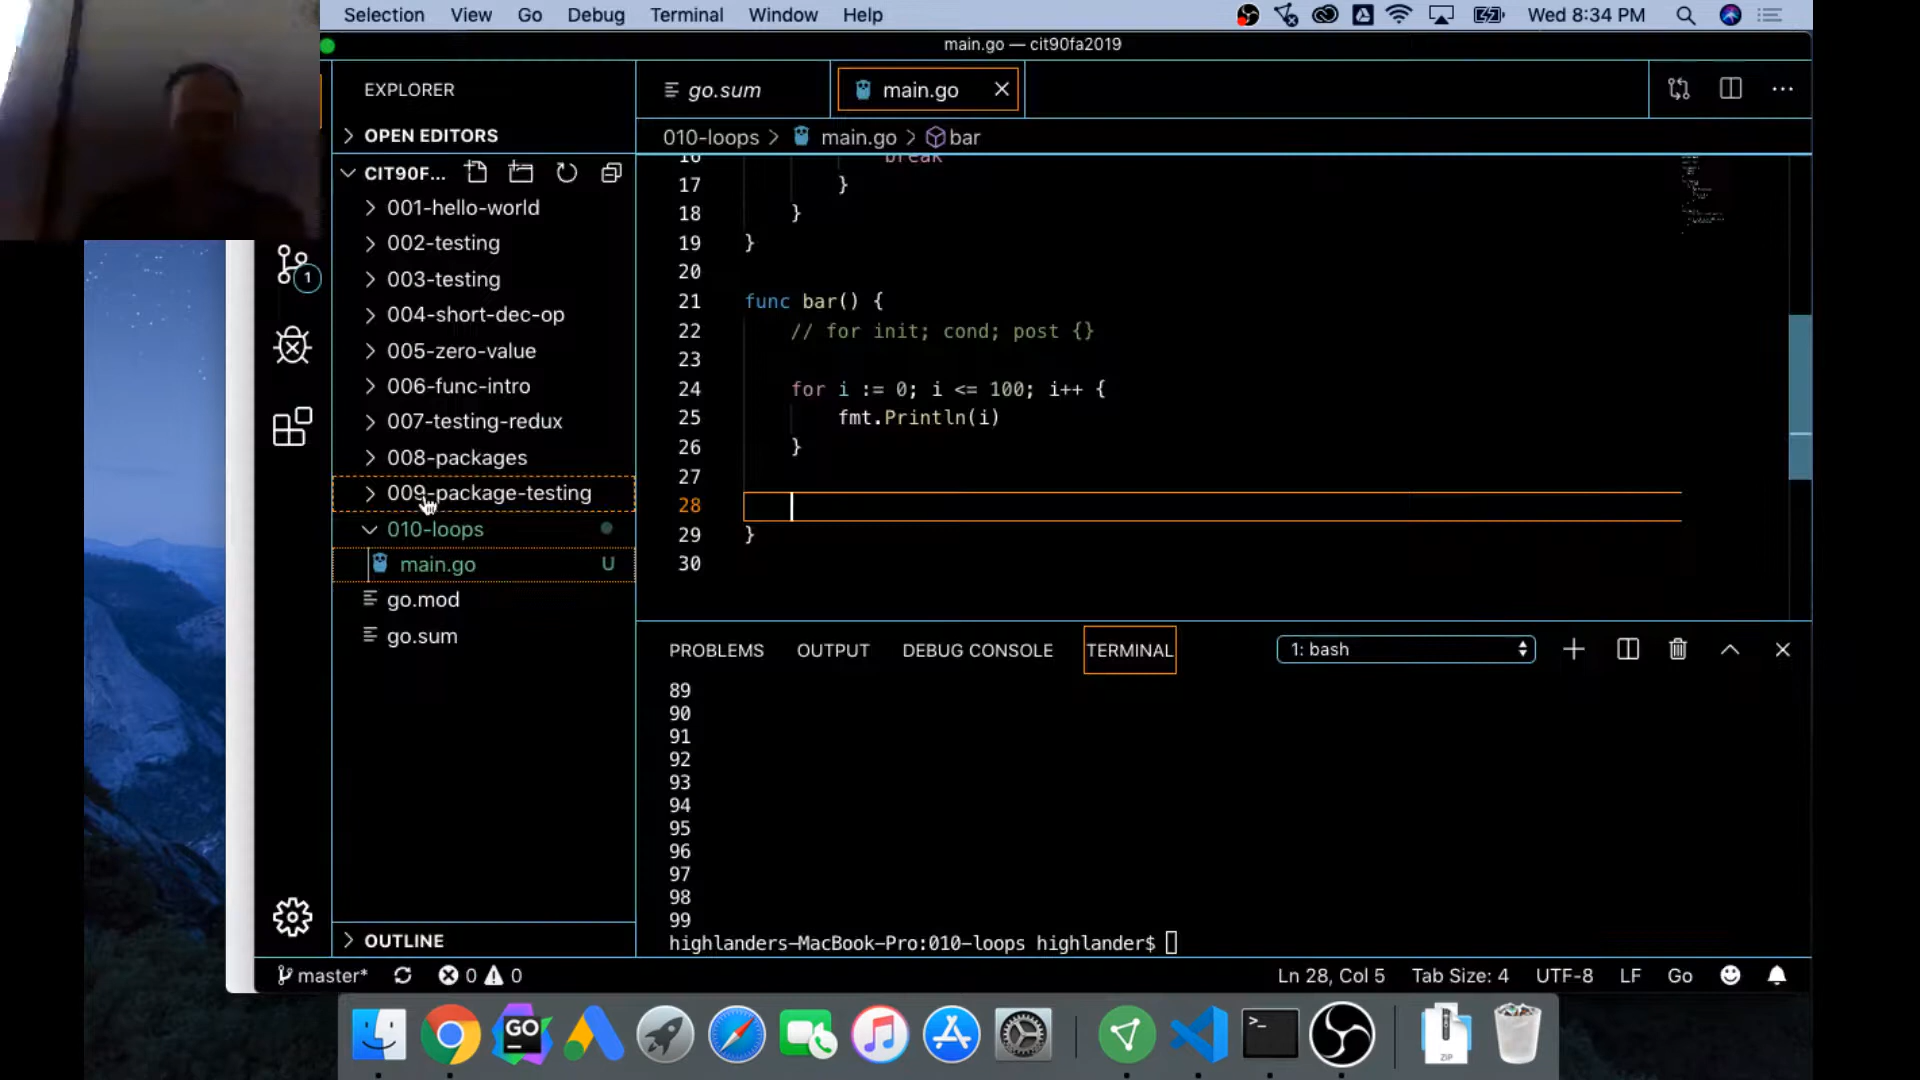 Selection View Go Debug Terminal Window Help Wed 8:34 PM
main.go — cit90fa2019
EXPLORER
OPEN EDITORS
CIT90F...
001-hello-world
002-testing
003-testing
004-short-dec-op
005-zero-value
006-func-intro
007-testing-redux
008-packages
009-package-testing
010-loops
main.go U
go.mod
go.sum
OUTLINE
1
go.sum main.go
010-loops > main.go > bar
16 break
17 }
18 }
19 }
20
21 func bar() {
22 // for init; cond; post {}
23
24 for i := 0; i <= 100; i++ {
25 fmt.Println(i)
26 }
27
28
29 }
30
PROBLEMS OUTPUT DEBUG CONSOLE TERMINAL 1: bash
89
90
91
92
93
94
95
96
97
98
99
highlanders-MacBook-Pro:010-loops highlander$
master* 0 0 Ln 28, Col 5 Tab Size: 4 UTF-8 LF Go
GO
>_
ZIP